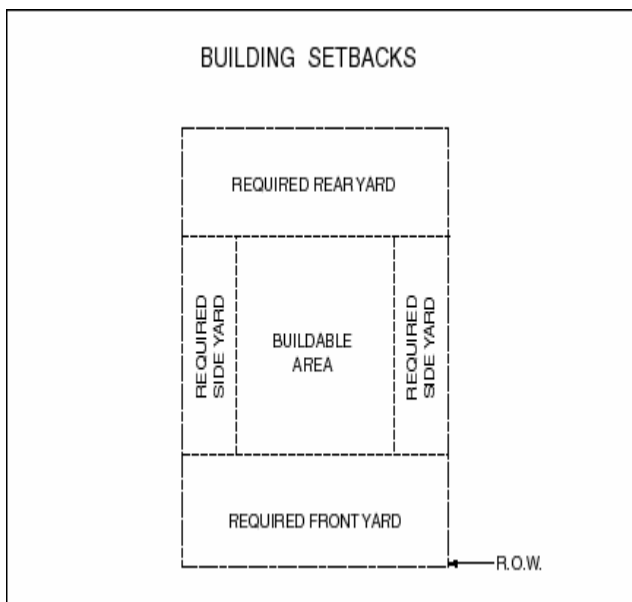 BUILDING SETBACKS
REQUIRED REAR YARD
REQUIRED
SIDE YARD
BUILDABLE
AREA
REQUIRED
SIDE YARD
REQUIRED FRONT YARD
R.O.W.